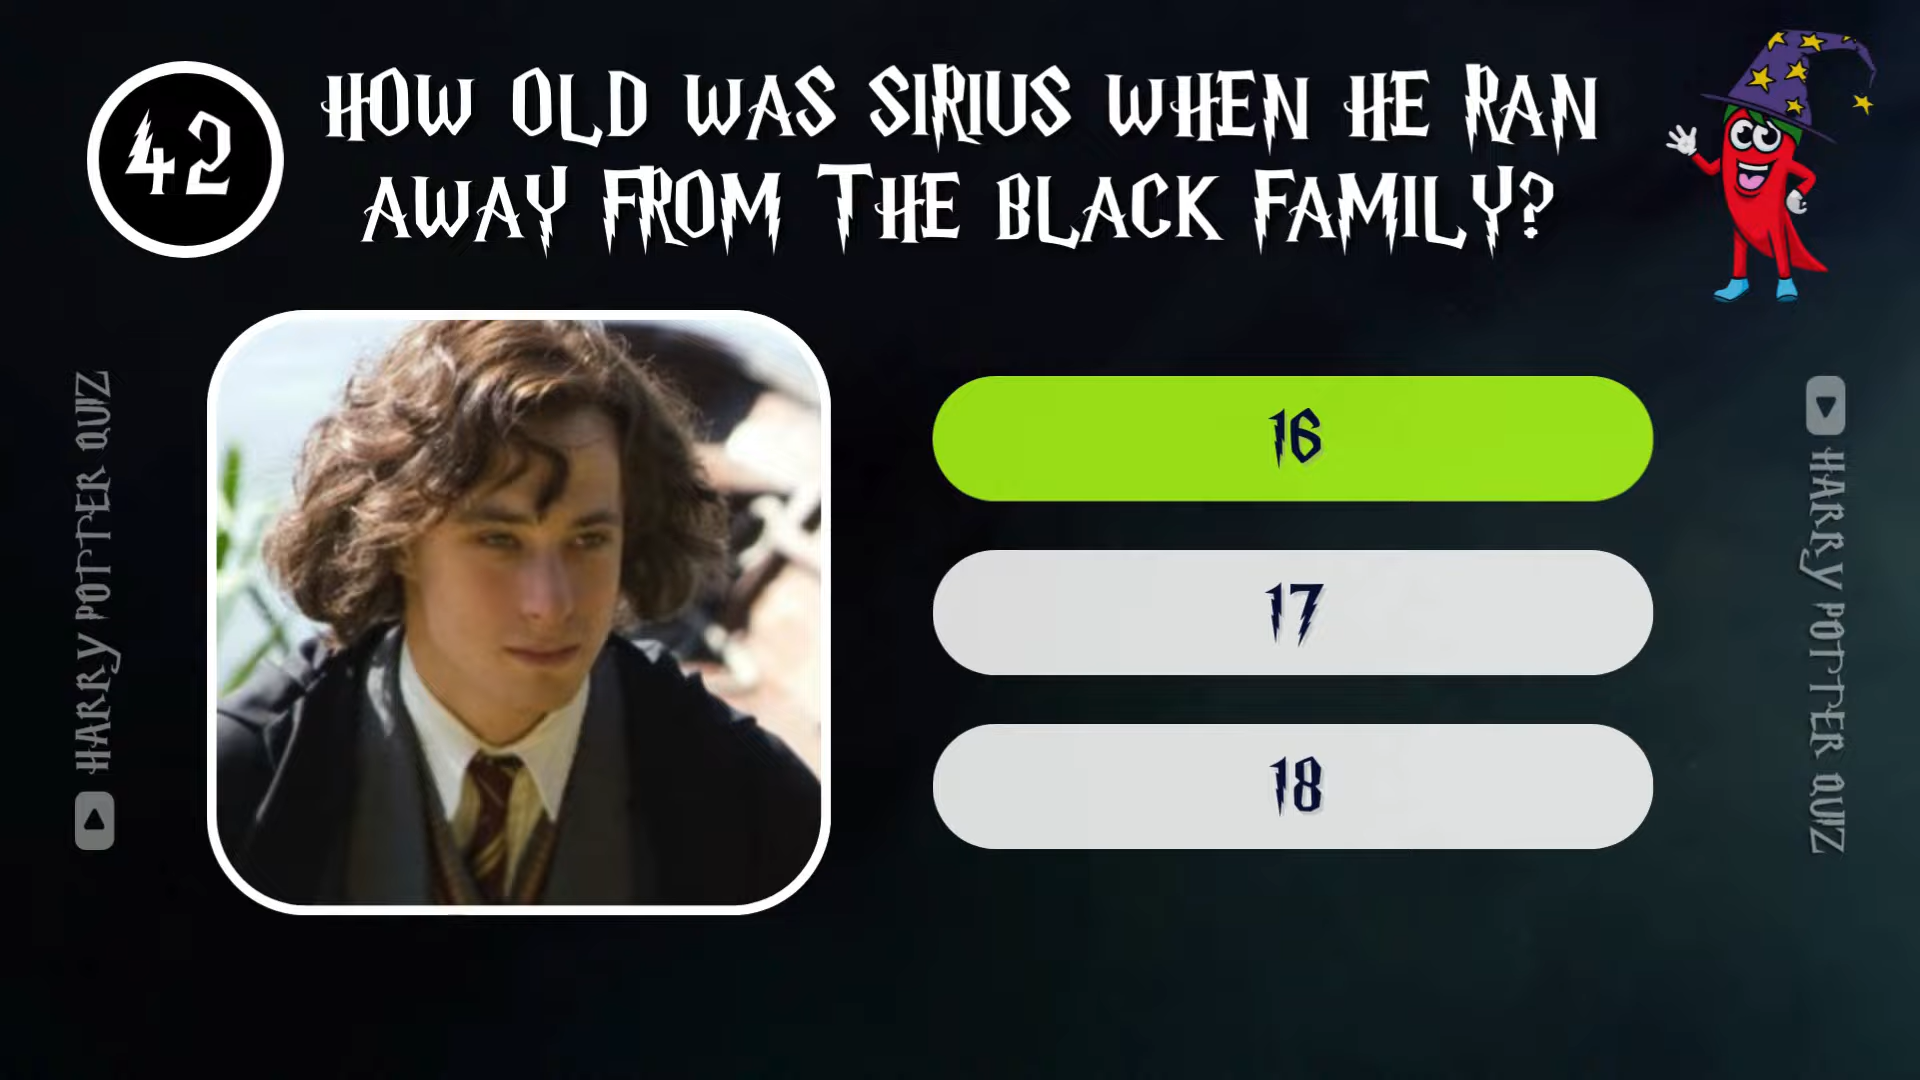 42
HOW OLD WAS SIRIUS WHEN HE RAN
AWAY FROM THE BLACK FAMILY?
HARRY POTTER QUIZ
16
17
18
HARRY POTTER QUIZ